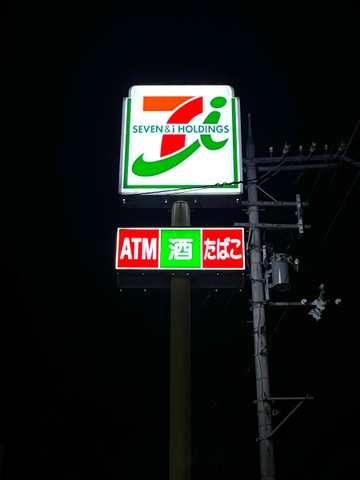 7i
SEVEN&i HOLDINGS
ATM 酒 たばこ